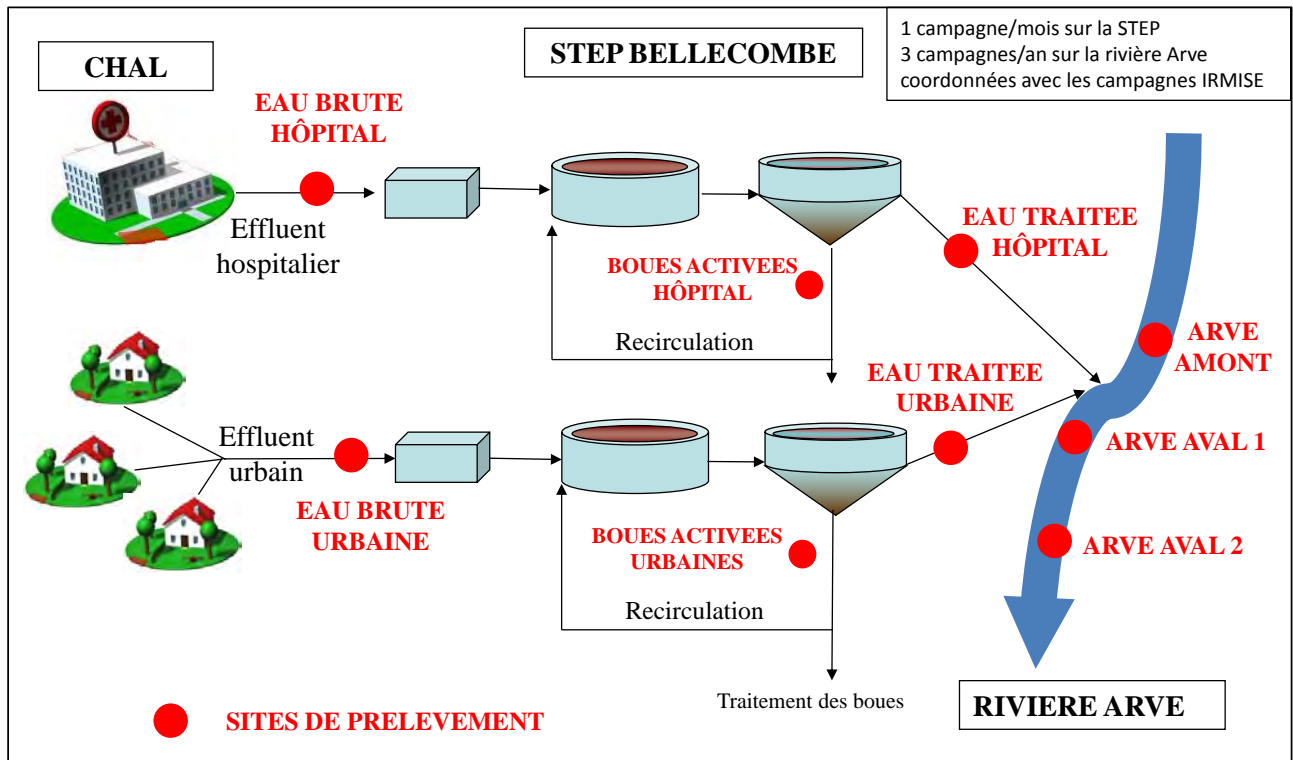 1 campagne/mois sur la STEP
3 campagnes/an sur la rivière Arve
coordonnées avec les campagnes IRMISE
CHAL
STEP BELLECOMBE
EAU BRUTE
HÔPITAL
Effluent
hospitalier
EAU TRAITEE
HÔPITAL
BOUES ACTIVEES
HÔPITAL
Recirculation
ARVE
AMONT
EAU TRAITEE
URBAINE
Effluent
urbain
ARVE AVAL 1
EAU BRUTE
URBAINE
BOUES ACTIVEES
URBAINES
ARVE AVAL 2
Recirculation
Traitement des boues
RIVIERE ARVE
SITES DE PRELEVEMENT